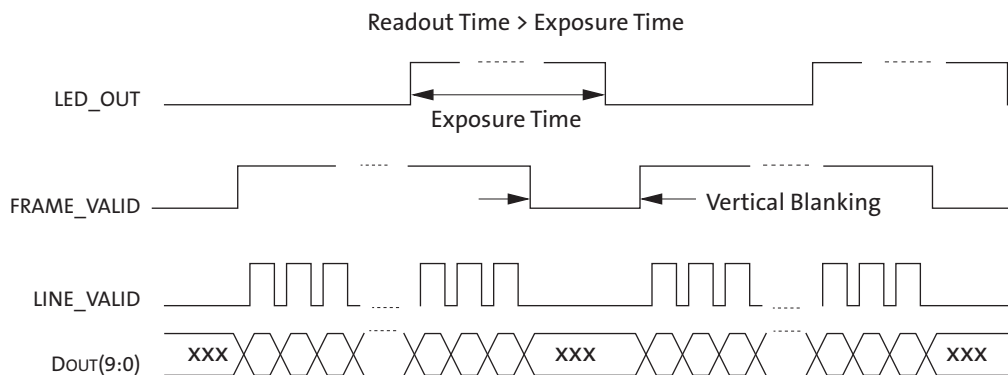 Readout Time > Exposure Time
LED_OUT
Exposure Time
FRAME_VALID
Vertical Blanking
LINE_VALID
DOUT(9:0)
XXX
XXX
XXX